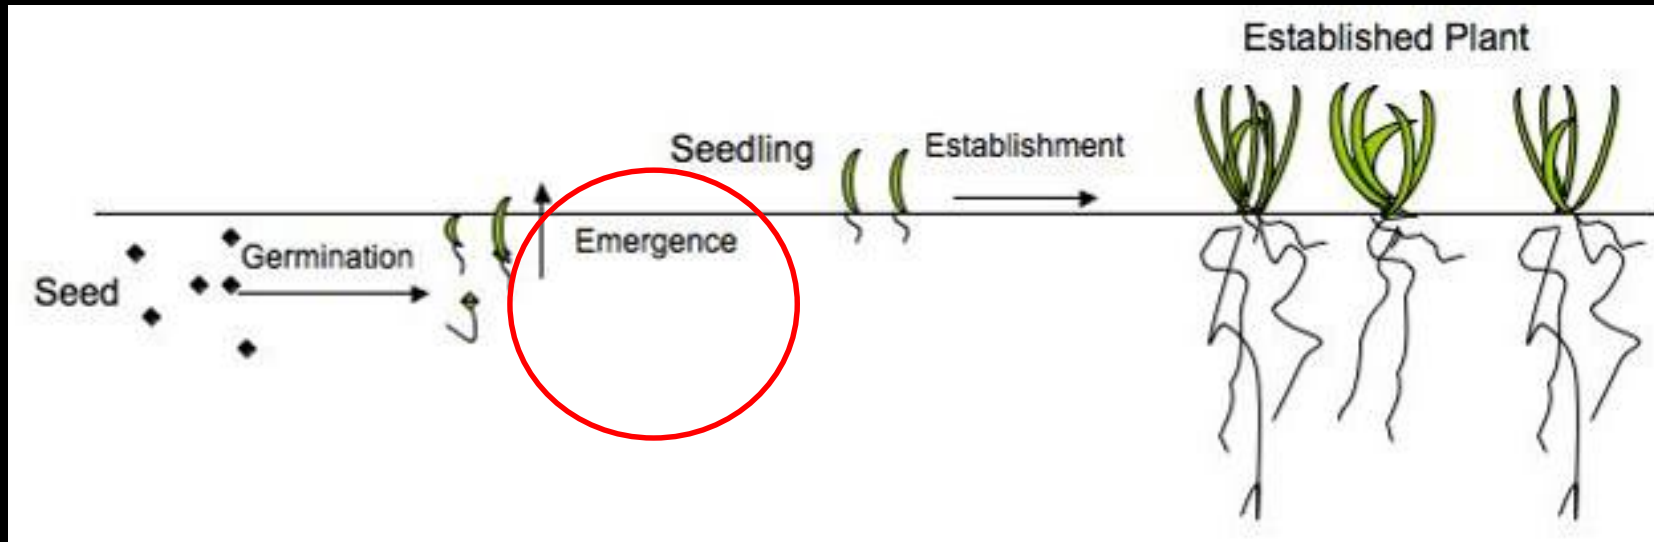 Established Plant
Seedling
Establishment
Emergence
Germination
Seed